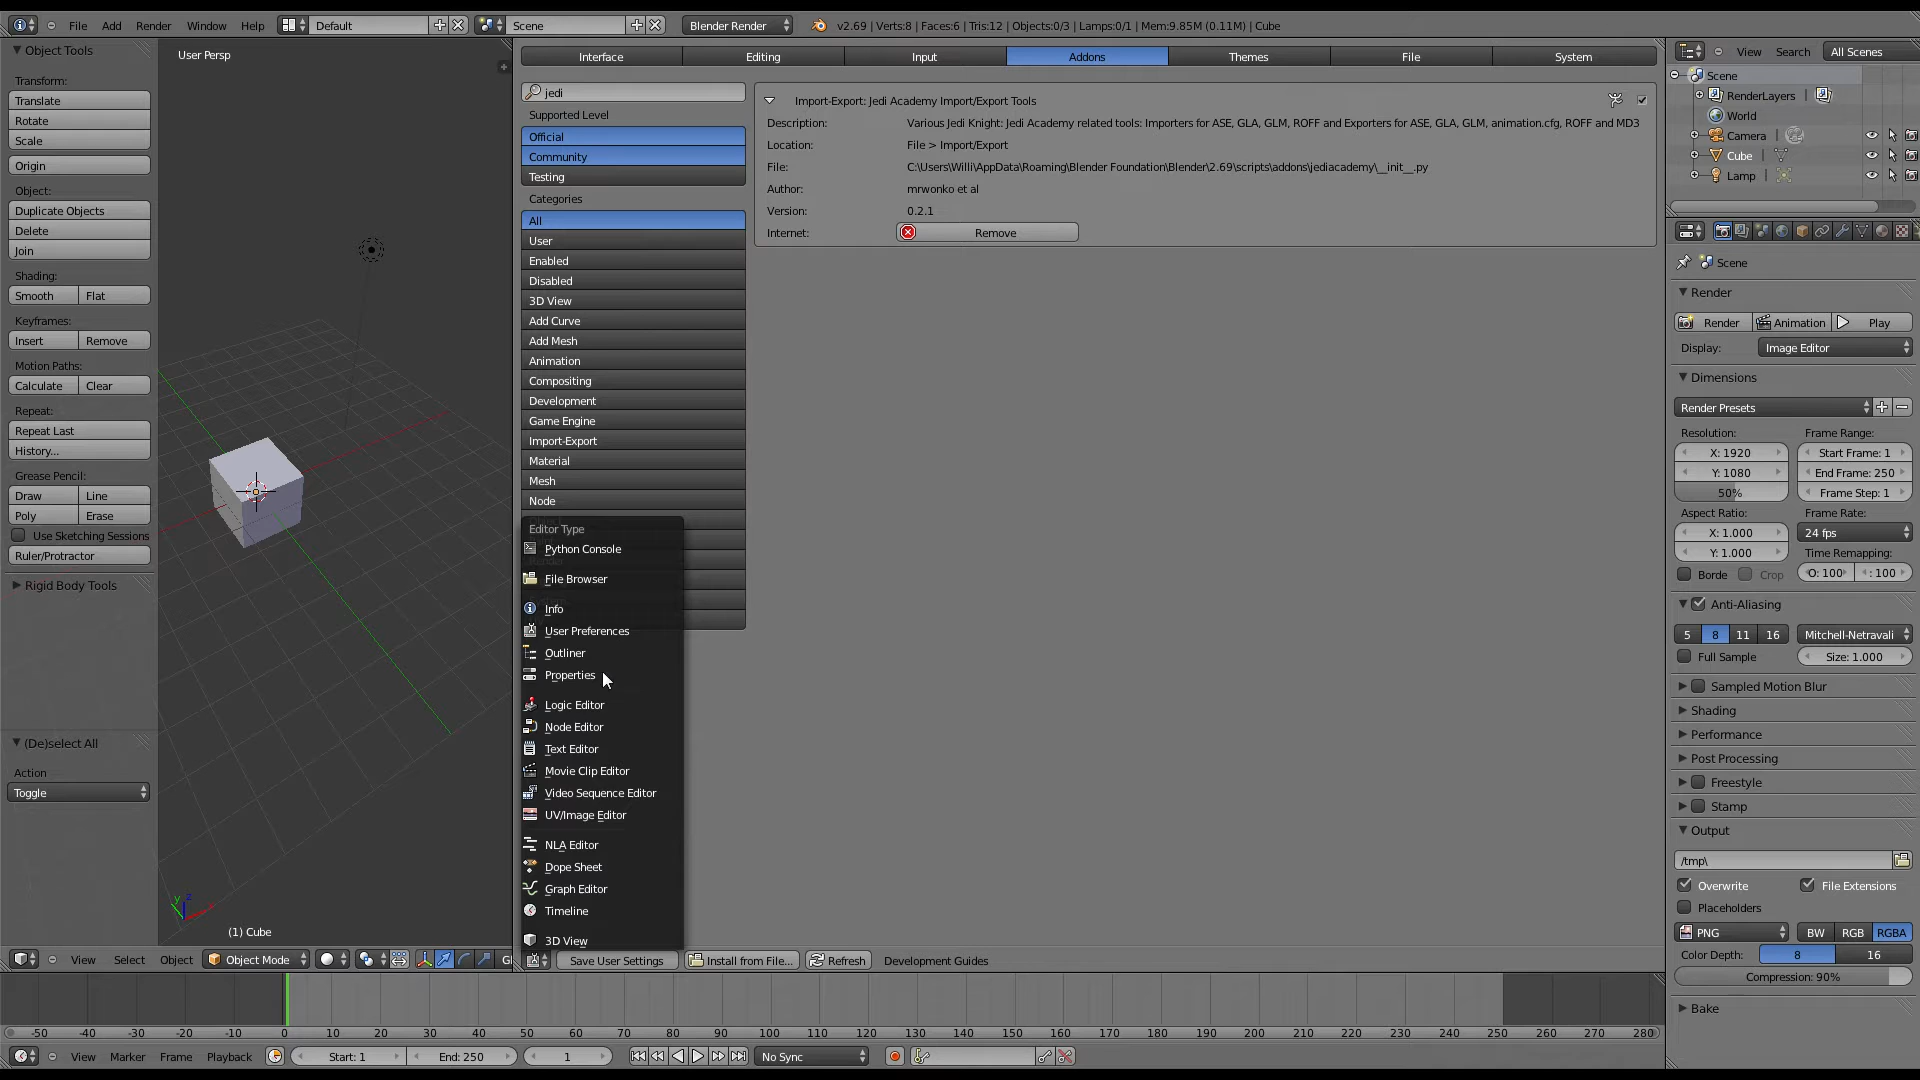 File Add Render Window Help Default Scene Blender Render v2.69 | Verts:8 | Faces:6 | Tris:12 | Objects:0/3 | Lamps:0/1 | Mem:9.85M (0.11M) | Cube
Object Tools
Transform:
Translate
Rotate
Scale
Origin
Object:
Duplicate Objects
Delete
Join
Shading:
Smooth Flat
Keyframes:
Insert Remove
Motion Paths:
Calculate Clear
Repeat:
Repeat Last
History...
Grease Pencil:
Draw Line
Poly Erase
Use Sketching Sessions
Ruler/Protractor
Rigid Body Tools
(De)select All
Action
Toggle
User Persp
(1) Cube
View Select Object Object Mode
Interface Editing Input Addons Themes File System
jedi
Supported Level
Official
Community
Testing
Categories
All
User
Enabled
Disabled
3D View
Add Curve
Add Mesh
Animation
Compositing
Development
Game Engine
Import-Export
Material
Mesh
Node
Editor Type
Python Console
File Browser
Info
User Preferences
Outliner
Properties
Logic Editor
Node Editor
Text Editor
Movie Clip Editor
Video Sequence Editor
UV/Image Editor
NLA Editor
Dope Sheet
Graph Editor
Timeline
3D View
Import-Export: Jedi Academy Import/Export Tools
Description: Various Jedi Knight: Jedi Academy related tools: Importers for ASE, GLA, GLM, ROFF and Exporters for ASE, GLA, GLM, animation.cfg, ROFF and MD3
Location: File > Import/Export
File: C:\Users\Willi\AppData\Roaming\Blender Foundation\Blender\2.69\scripts\addons\jediacademy\__init__.py
Author: mrwonko et al
Version: 0.2.1
Internet: Remove
Save User Settings Install from File... Refresh Development Guides
-50 -40 -30 -20 -10 0 10 20 30 40 50 60 70 80 90 100 110 120 130 140 150 160 170 180 190 200 210 220 230 240 250 260 270 280
View Marker Frame Playback Start: 1 End: 250 1 No Sync
View Search All Scenes
Scene
RenderLayers
World
Camera
Cube
Lamp
Scene
Render
Render Animation Play
Display: Image Editor
Dimensions
Render Presets
Resolution: Frame Range:
X: 1920 Start Frame: 1
Y: 1080 End Frame: 250
50% Frame Step: 1
Aspect Ratio: Frame Rate:
X: 1.000 24 fps
Y: 1.000 Time Remapping:
Borde Crop O: 100 : 100
Anti-Aliasing
5 8 11 16 Mitchell-Netravali
Full Sample Size: 1.000
Sampled Motion Blur
Shading
Performance
Post Processing
Freestyle
Stamp
Output
/tmp\
Overwrite File Extensions
Placeholders
PNG BW RGB RGBA
Color Depth: 8 16
Compression: 90%
Bake